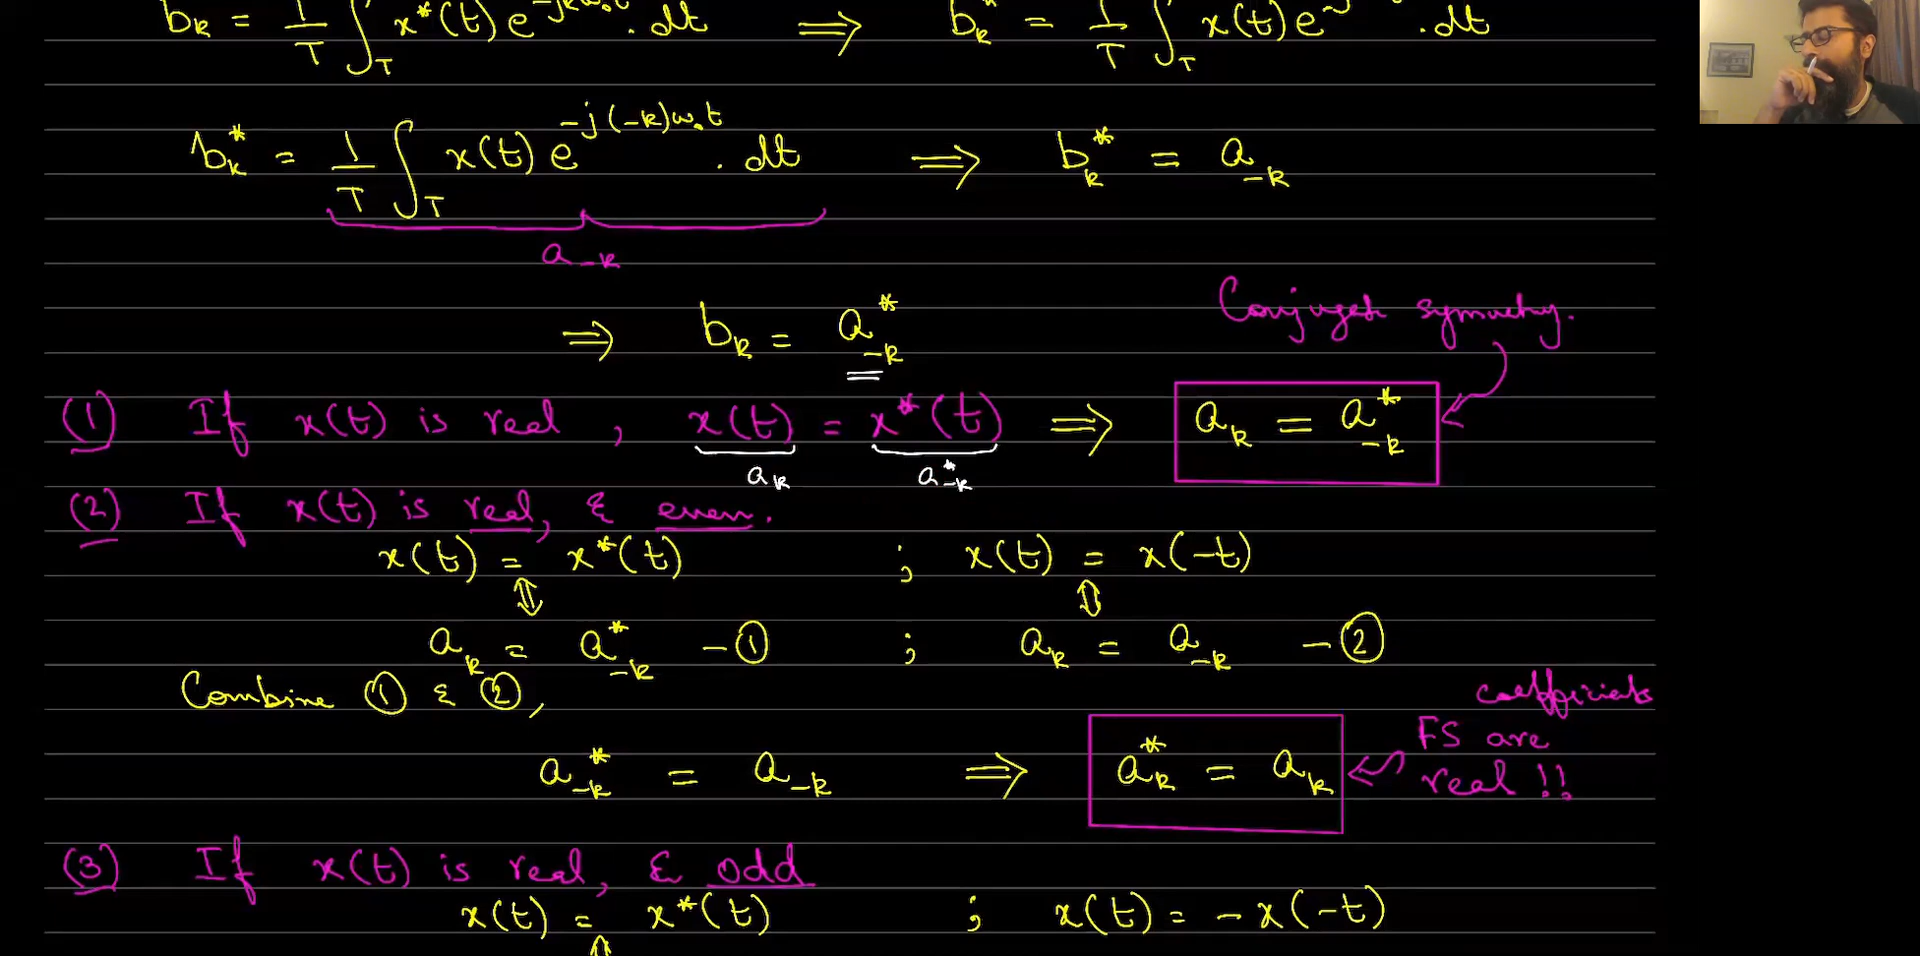 b_k = 1/T ∫_T x*(t) e^{-jkω₀t} . dt ⟹ b_k* = 1/T ∫_T x(t) e . dt
b_k* = 1/T ∫_T x(t) e^{-j(-k)ω₀t} . dt ⟹ b_k* = a_{-k}
a_{-k}
⟹ b_k = a*_{-k}
Conjugate symmetry.
(1) If x(t) is real, x(t) = x*(t) ⟹ a_k = a*_{-k}
a_k a*_{-k}
(2) If x(t) is real, & even.
x(t) = x*(t) ; x(t) = x(-t)
⇕ ⇕
a_k = a*_{-k} - ① ; a_k = a_{-k} - ②
Combine ① & ②,
coefficients
FS are
a*_{-k} = a_{-k} ⟹ a_k* = a_k
real !!
(3) If x(t) is real, & odd
x(t) = x*(t) ; x(t) = - x(-t)